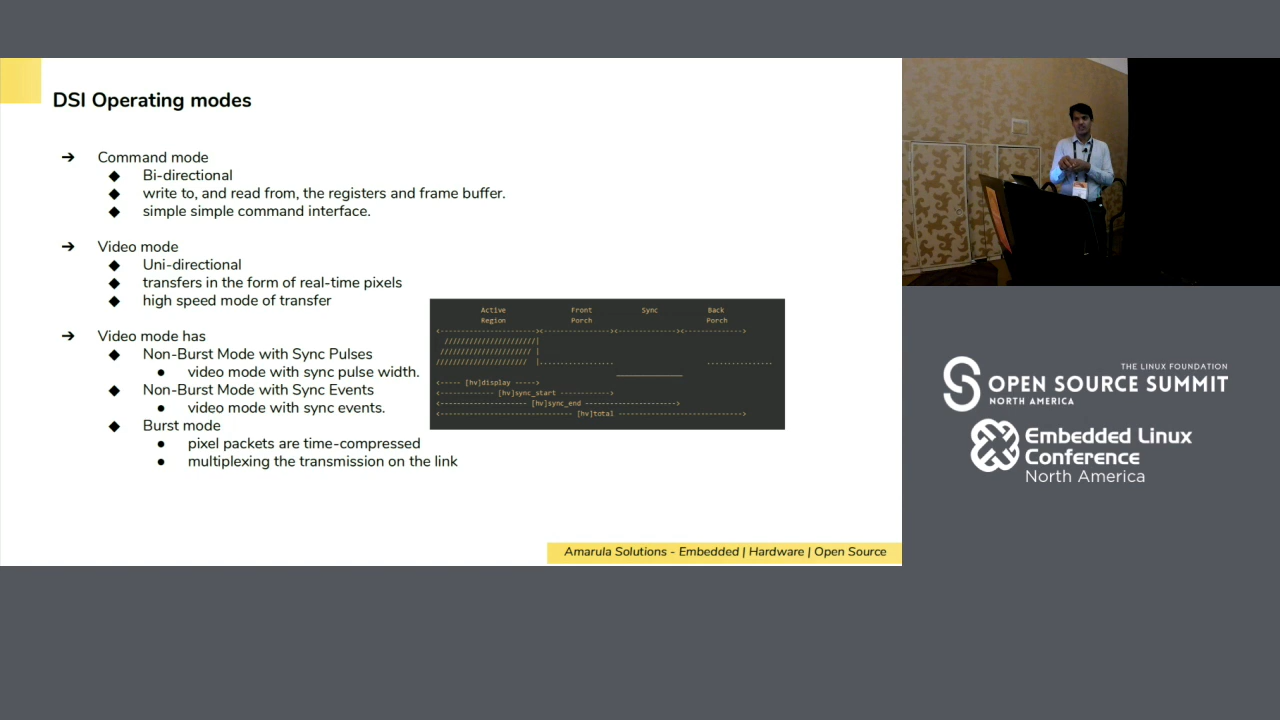 DSI Operating modes
➔ Command mode
◆ Bi-directional
◆ write to, and read from, the registers and frame buffer.
◆ simple simple command interface.
➔ Video mode
◆ Uni-directional
◆ transfers in the form of real-time pixels
◆ high speed mode of transfer
➔ Video mode has
◆ Non-Burst Mode with Sync Pulses
● video mode with sync pulse width.
◆ Non-Burst Mode with Sync Events
● video mode with sync events.
◆ Burst mode
● pixel packets are time-compressed
● multiplexing the transmission on the link
Active Front Sync Back
Region Porch Porch
[hv]display
[hv]sync_start
[hv]sync_end
[hv]total
Amarula Solutions - Embedded | Hardware | Open Source
THE LINUX FOUNDATION
OPEN SOURCE SUMMIT
NORTH AMERICA
Embedded Linux
Conference
North America